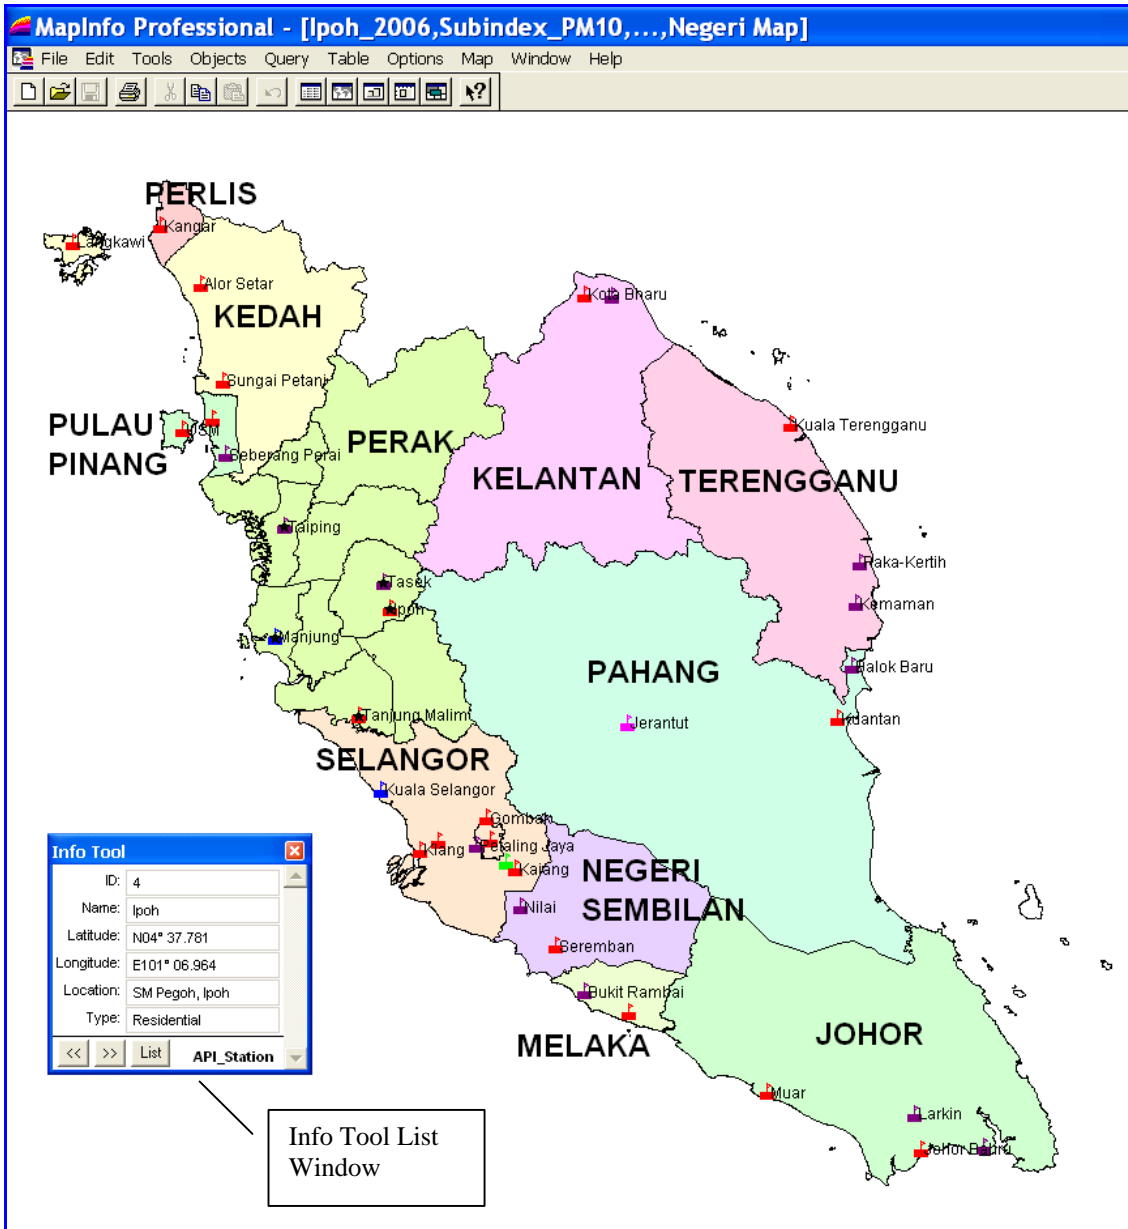 MapInfo Professional - [Ipoh_2006,Subindex_PM10,...,Negeri Map]
File Edit Tools Objects Query Table Options Map Window Help
PERLIS
Kangar
Langkawi
Alor Setar
KEDAH
Kota Bharu
Sungai Petani
PULAU
PINANG
USM
Seberang Perai
PERAK
KELANTAN
Kuala Terengganu
TERENGGANU
Taiping
Paka-Kertih
Tasek
Ipoh
Kemaman
Manjung
PAHANG
Balok Baru
Tanjung Malim
Jerantut
Kuantan
SELANGOR
Kuala Selangor
Gombak
Klang
Petaling Jaya
Kajang
NEGERI
SEMBILAN
Nilai
Seremban
Bukit Rambai
MELAKA
JOHOR
Muar
Larkin
Johor Bahru
Info Tool
ID: 4
Name: Ipoh
Latitude: N04° 37.781
Longitude: E101° 06.964
Location: SM Pegoh, Ipoh
Type: Residential
<< >> List API_Station
Info Tool List
Window